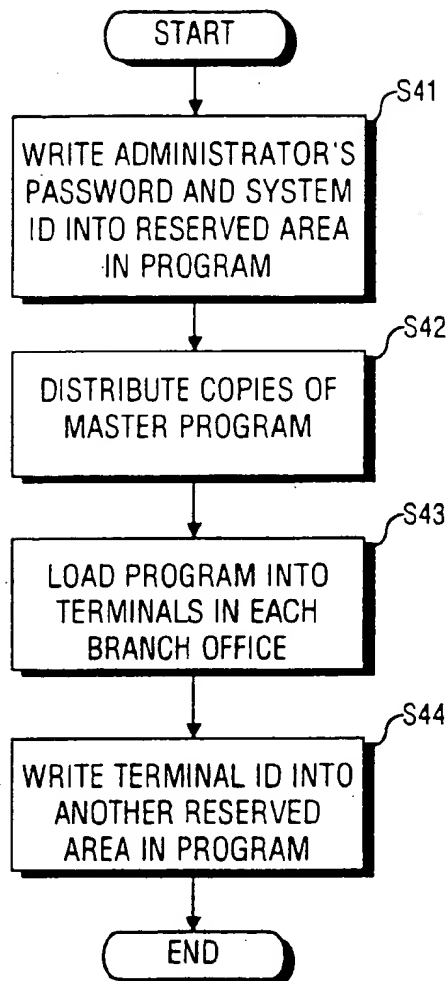 START
S41
WRITE ADMINISTRATOR'S
PASSWORD AND SYSTEM
ID INTO RESERVED AREA
IN PROGRAM
S42
DISTRIBUTE COPIES OF
MASTER PROGRAM
S43
LOAD PROGRAM INTO
TERMINALS IN EACH
BRANCH OFFICE
S44
WRITE TERMINAL ID INTO
ANOTHER RESERVED
AREA IN PROGRAM
END